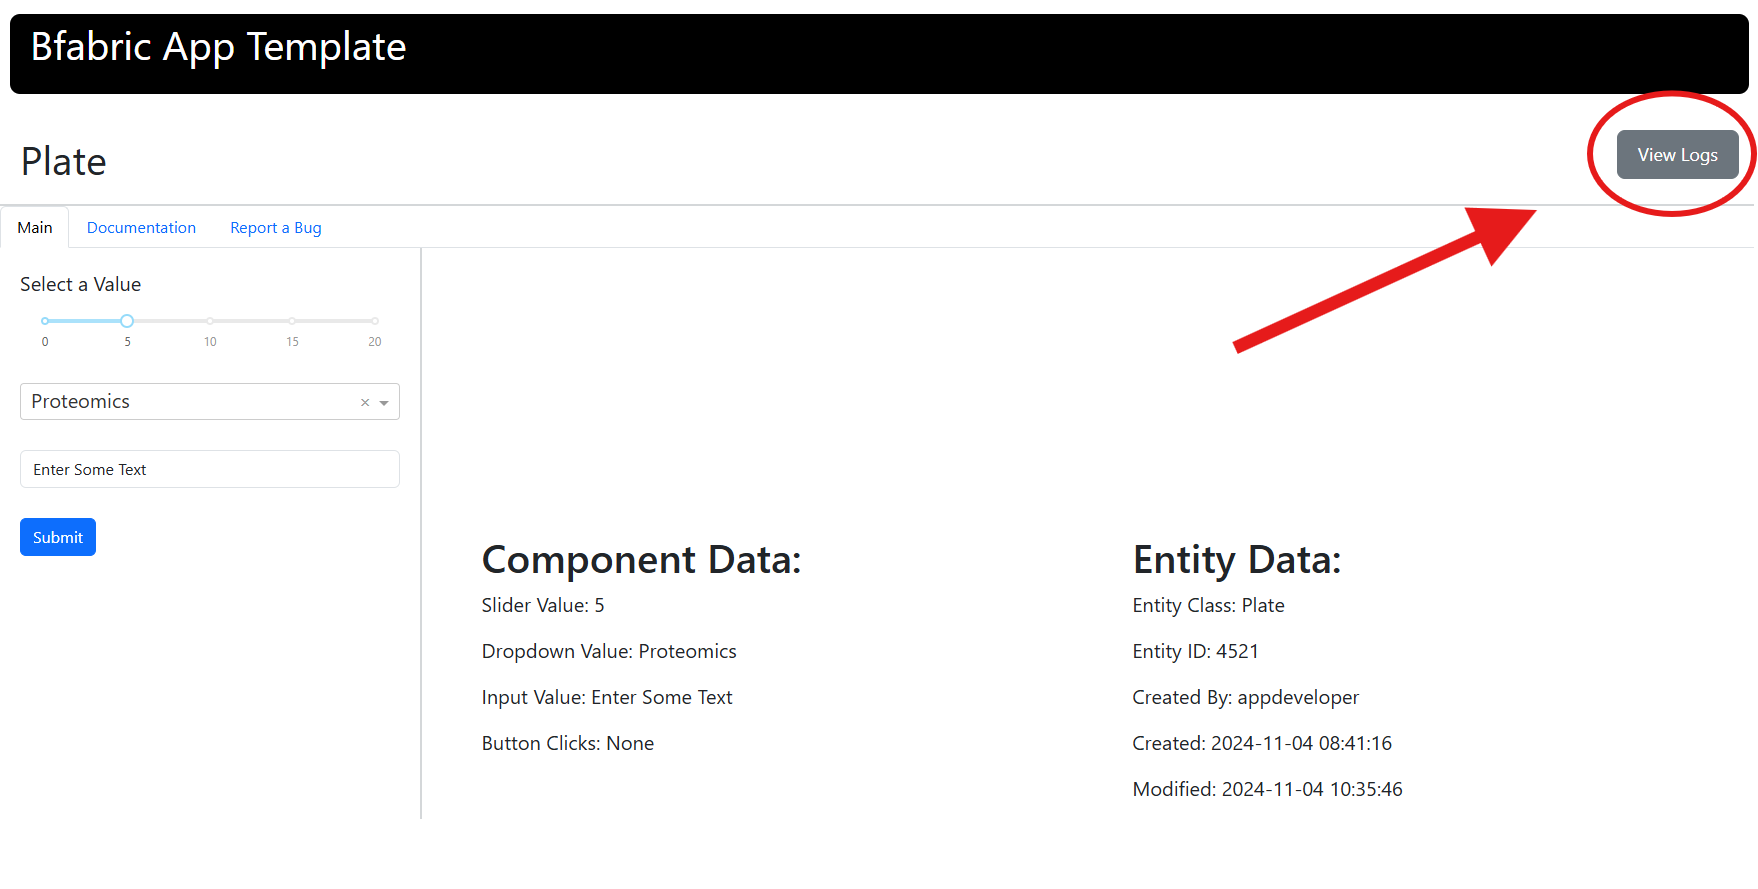 Bfabric App Template
Plate
View Logs
Main
Documentation
Report a Bug
Select a Value
0 5 10 15 20
Proteomics × 
Enter Some Text
Submit
Component Data:
Slider Value: 5
Dropdown Value: Proteomics
Input Value: Enter Some Text
Button Clicks: None
Entity Data:
Entity Class: Plate
Entity ID: 4521
Created By: appdeveloper
Created: 2024-11-04 08:41:16
Modified: 2024-11-04 10:35:46